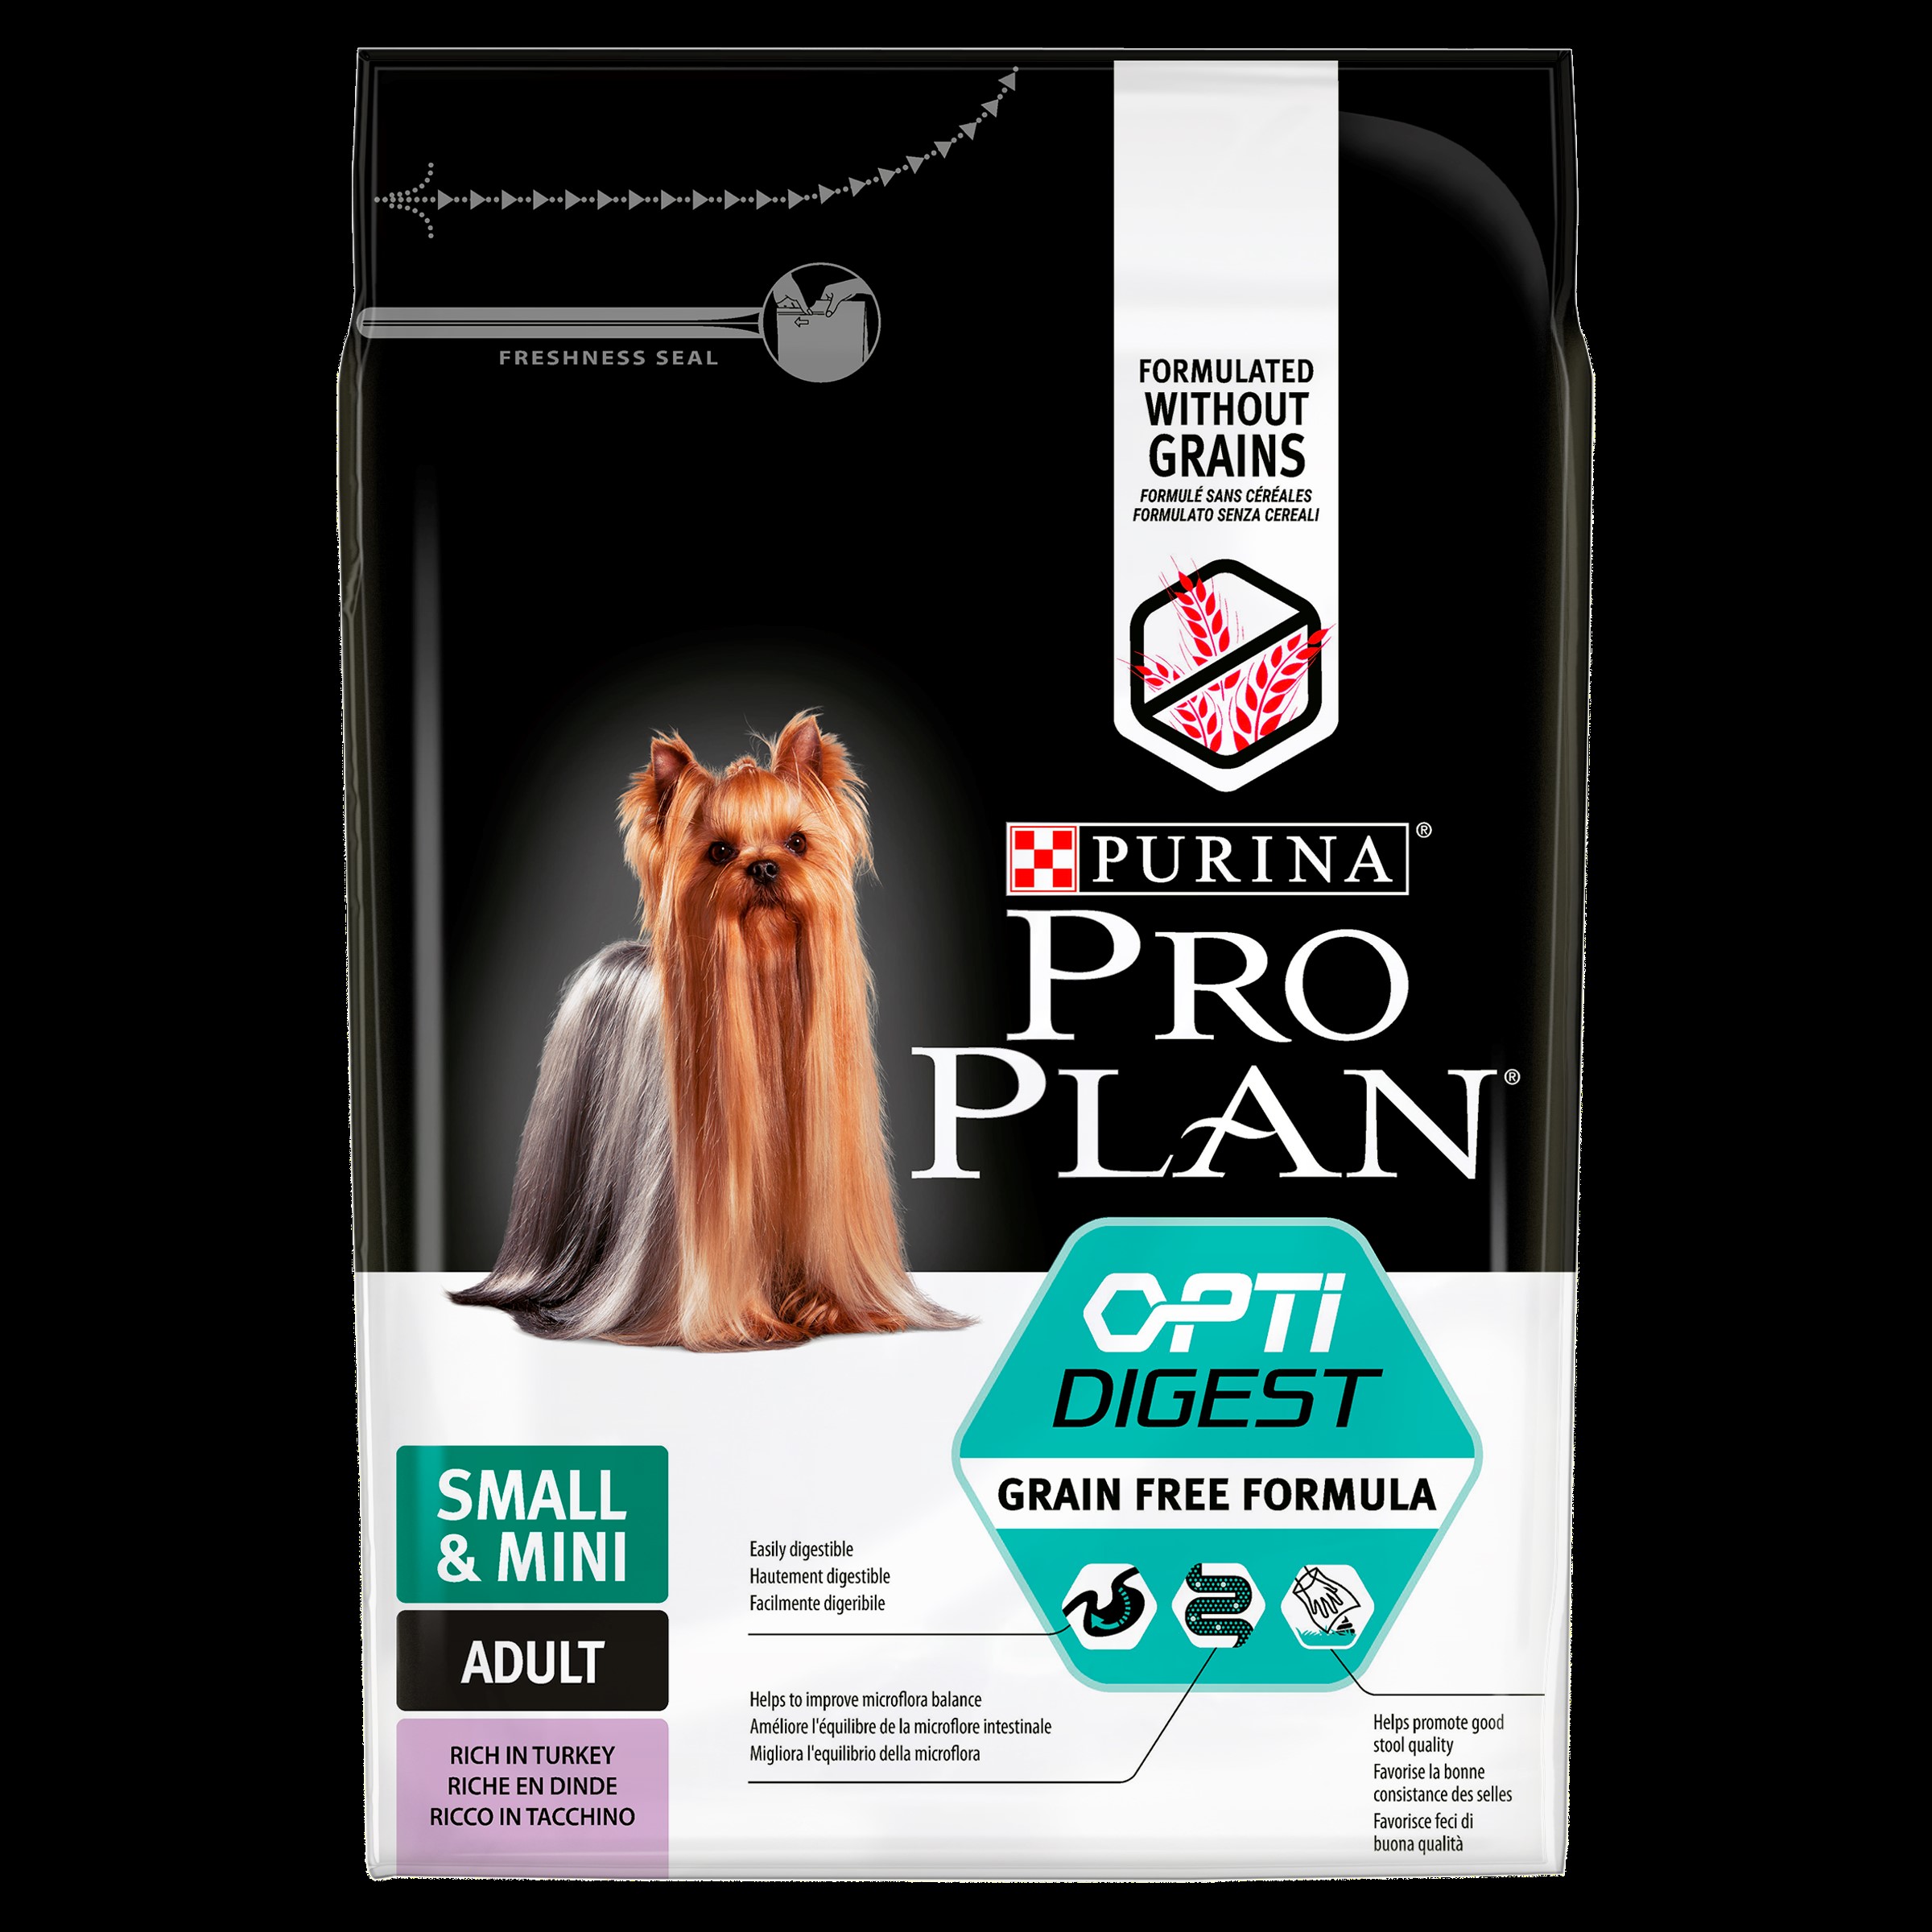 FRESHNESS SEAL
FORMULATED
WITHOUT
GRAINS
FORMULÉ SANS CÉRÉALES
FORMULATO SENZA CEREALI
PURINA®
PRO
PLAN®
OPTI
DIGEST
GRAIN FREE FORMULA
SMALL
& MINI
ADULT
RICH IN TURKEY
RICHE EN DINDE
RICCO IN TACCHINO
Easily digestible
Hautement digestible
Facilmente digeribile
Helps to improve microflora balance
Améliore l'équilibre de la microflore intestinale
Migliora l'equilibrio della microflora
Helps promote good
stool quality
Favorise la bonne
consistance des selles
Favorisce feci di
buona qualità